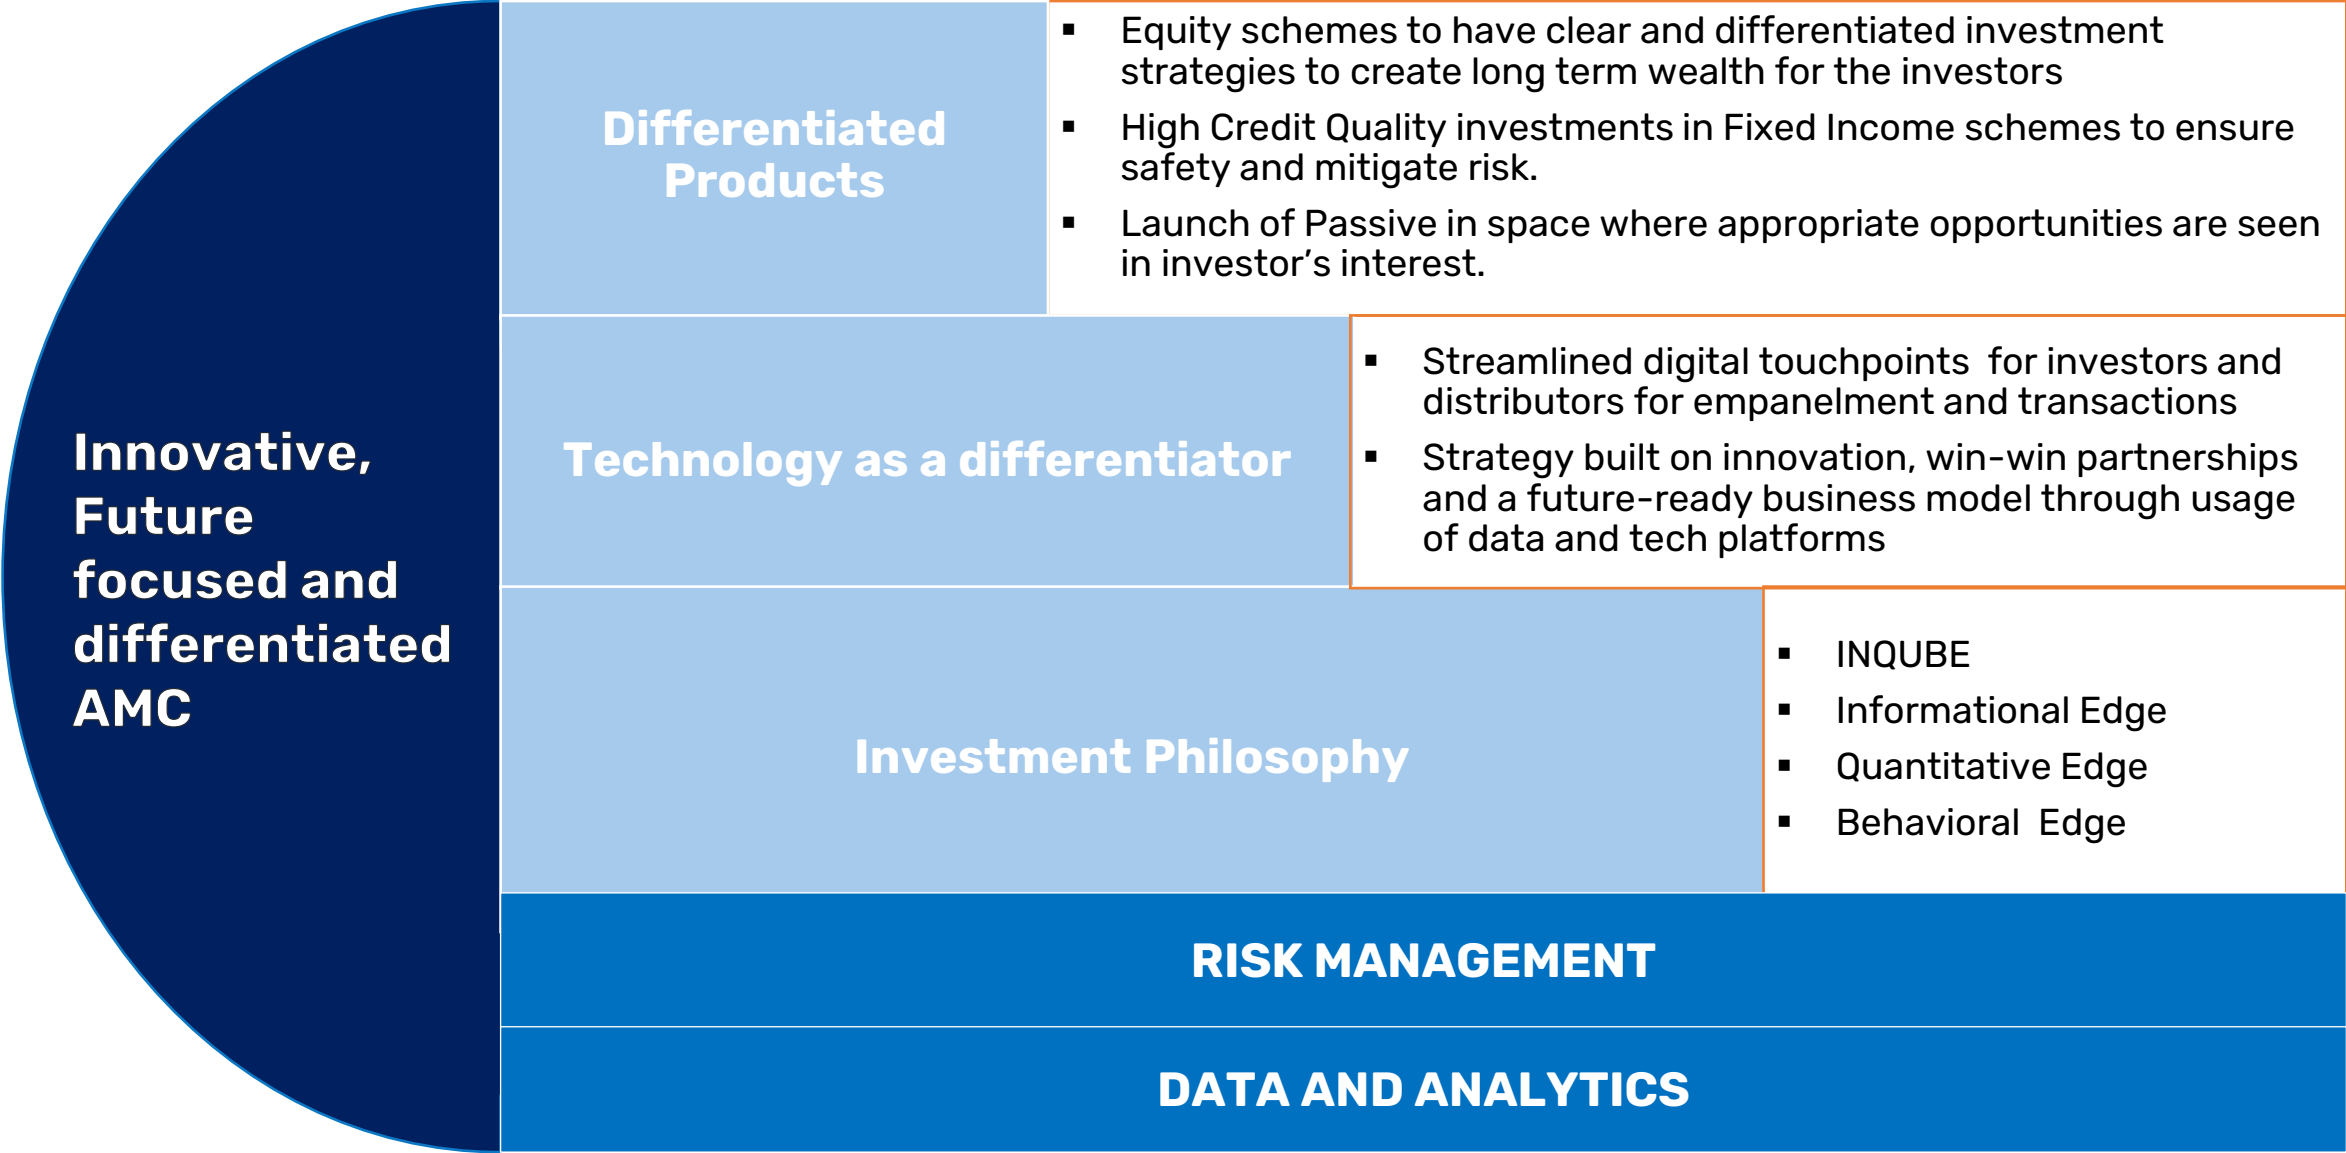 Innovative,
Future
focused and
differentiated
AMC
Differentiated
Products
▪ Equity schemes to have clear and differentiated investment
strategies to create long term wealth for the investors
▪ High Credit Quality investments in Fixed Income schemes to ensure
safety and mitigate risk.
▪ Launch of Passive in space where appropriate opportunities are seen
in investor’s interest.
Technology as a differentiator
▪ Streamlined digital touchpoints for investors and
distributors for empanelment and transactions
▪ Strategy built on innovation, win-win partnerships
and a future-ready business model through usage
of data and tech platforms
Investment Philosophy
▪ INQUBE
▪ Informational Edge
▪ Quantitative Edge
▪ Behavioral Edge
RISK MANAGEMENT
DATA AND ANALYTICS